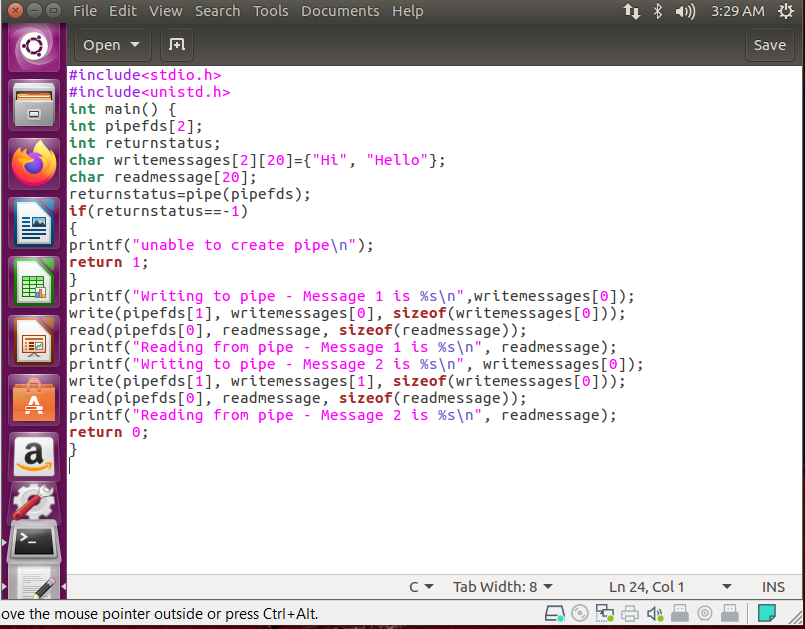 File Edit View Search Tools Documents Help 3:29 AM
Open Save
#include<stdio.h>
#include<unistd.h>
int main() {
int pipefds[2];
int returnstatus;
char writemessages[2][20]={"Hi", "Hello"};
char readmessage[20];
returnstatus=pipe(pipefds);
if(returnstatus==-1)
{
printf("unable to create pipe\n");
return 1;
}
printf("Writing to pipe - Message 1 is %s\n",writemessages[0]);
write(pipefds[1], writemessages[0], sizeof(writemessages[0]));
read(pipefds[0], readmessage, sizeof(readmessage));
printf("Reading from pipe - Message 1 is %s\n", readmessage);
printf("Writing to pipe - Message 2 is %s\n", writemessages[0]);
write(pipefds[1], writemessages[1], sizeof(writemessages[0]));
read(pipefds[0], readmessage, sizeof(readmessage));
printf("Reading from pipe - Message 2 is %s\n", readmessage);
return 0;
}
C Tab Width: 8 Ln 24, Col 1 INS
ove the mouse pointer outside or press Ctrl+Alt.